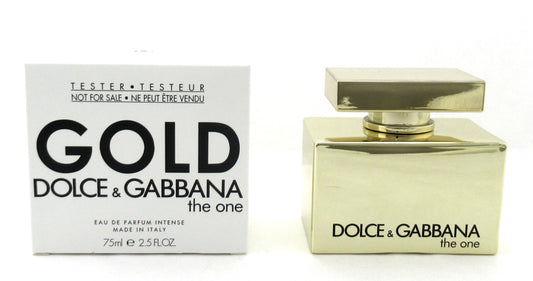 TESTER • TESTEUR
NOT FOR SALE • NE PEUT ÊTRE VENDU
GOLD
DOLCE & GABBANA
the one
EAU DE PARFUM INTENSE
MADE IN ITALY
75ml e 2.5 FL.OZ.
DOLCE & GABBANA
the one